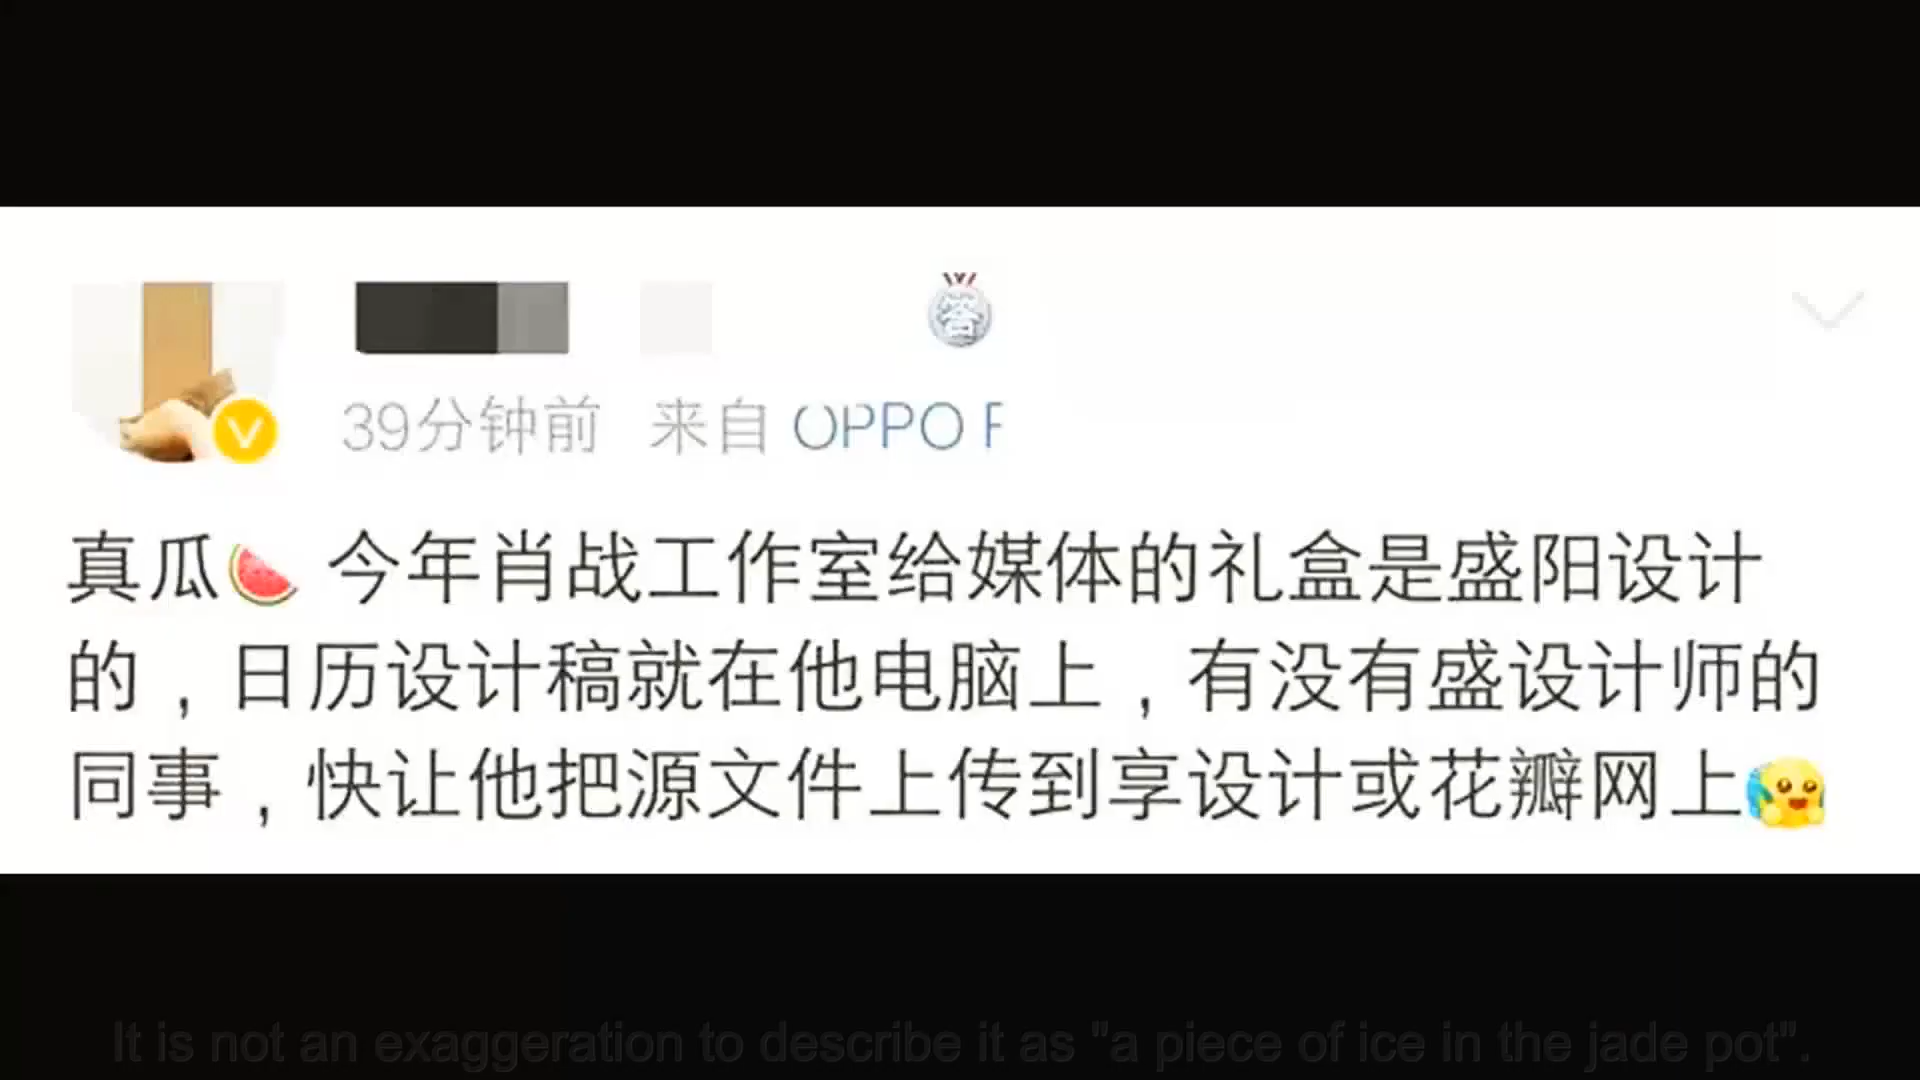 答
39分钟前 来自 OPPO F
真瓜🍉 今年肖战工作室给媒体的礼盒是盛阳设计
的，日历设计稿就在他电脑上，有没有盛设计师的
同事，快让他把源文件上传到享设计或花瓣网上
It is not an exaggeration to describe it as "a piece of ice in the jade pot".